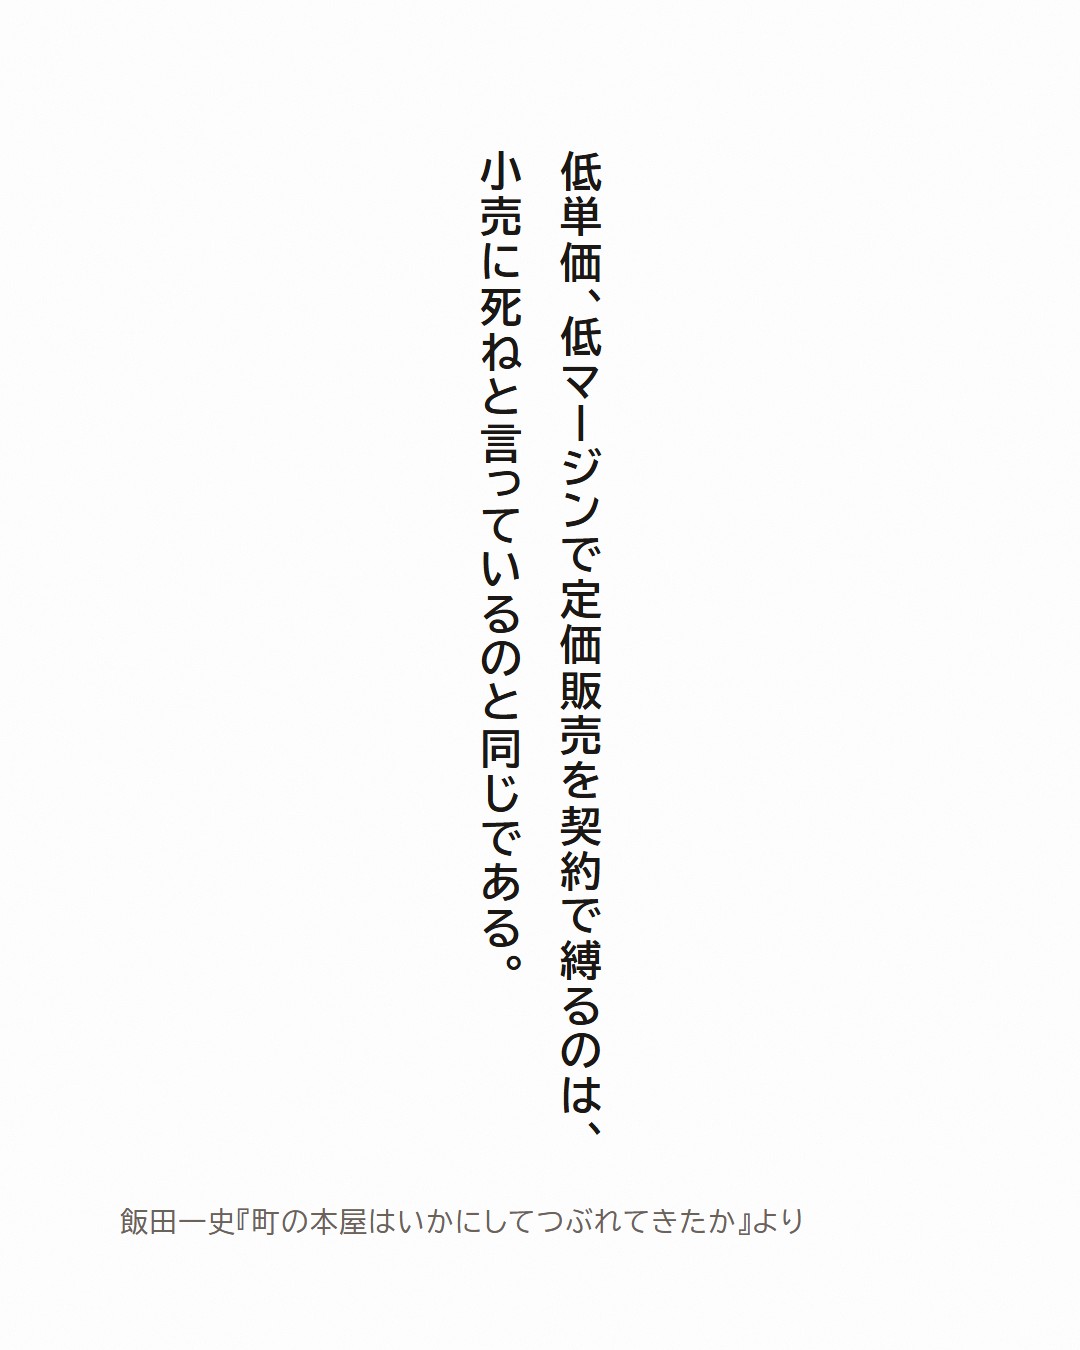 低単価、低マージンで定価販売を契約で縛るのは、
小売に死ねと言っているのと同じである。
飯田一史『町の本屋はいかにしてつぶれてきたか』より